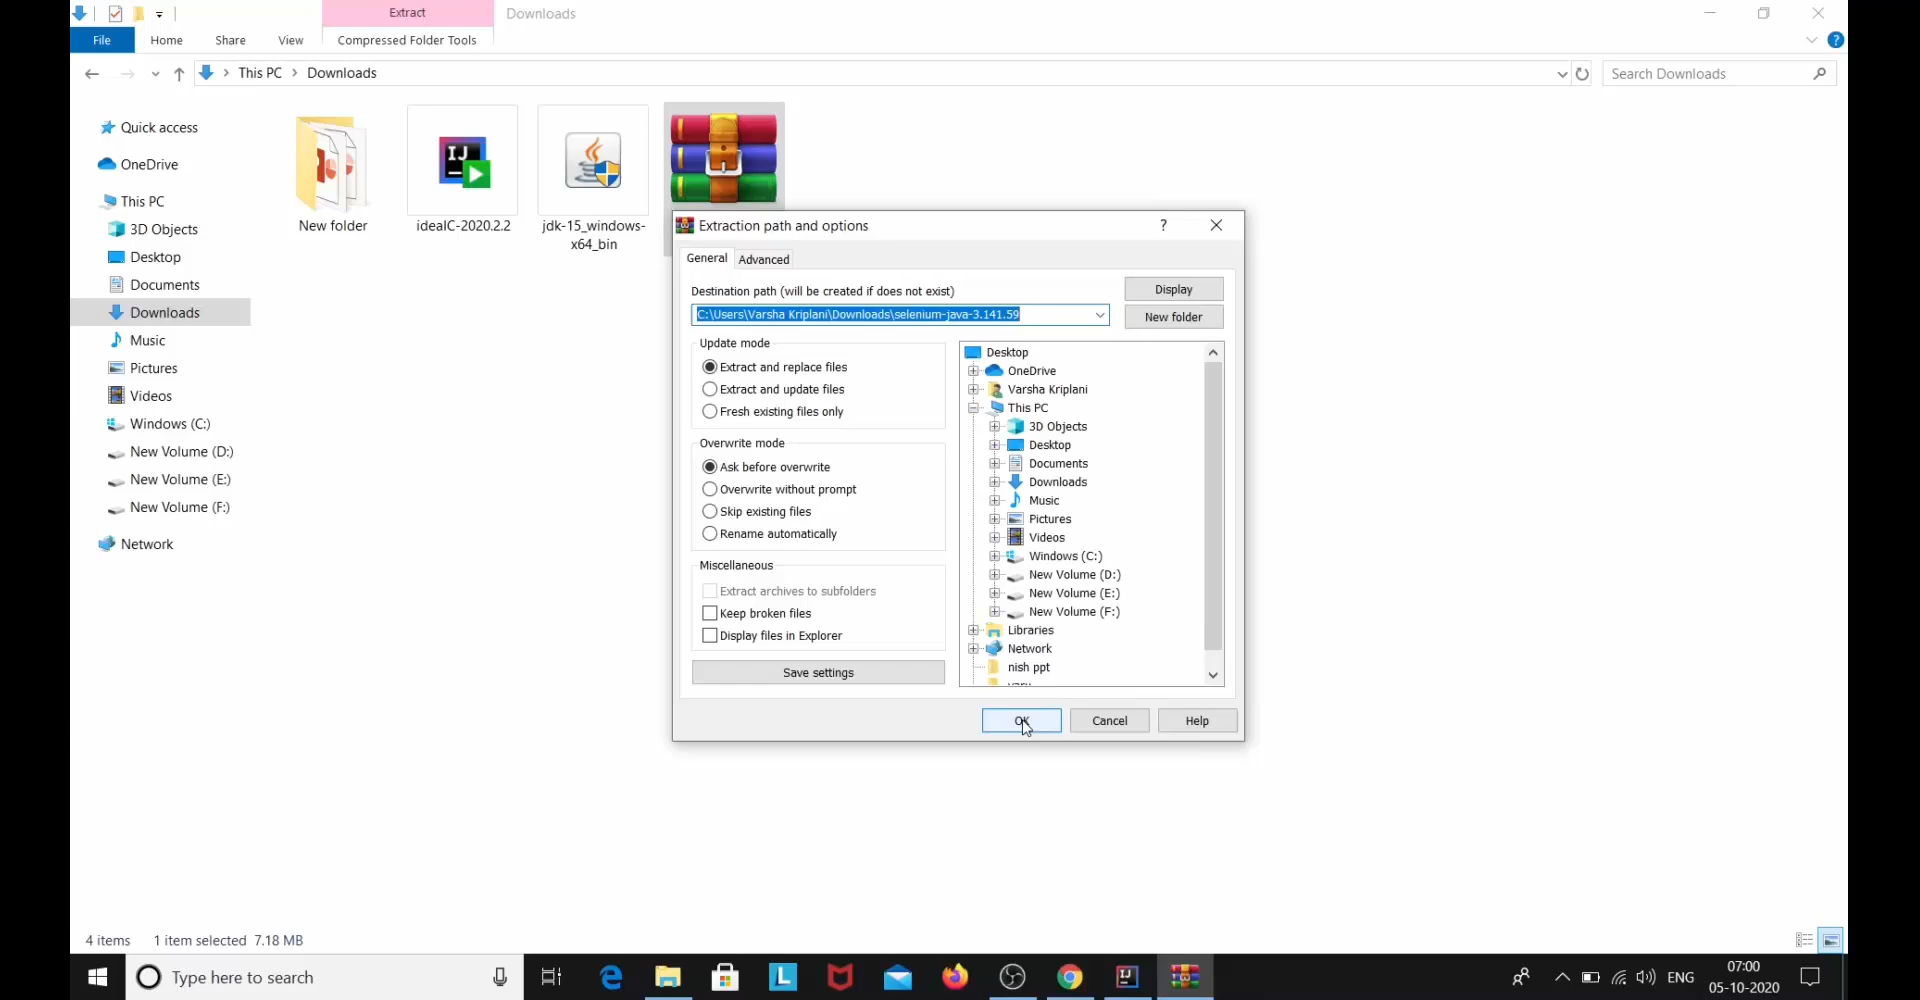 Extract
Downloads
File
Home
Share
View
Compressed Folder Tools
?
This PC
Downloads
Search Downloads
Quick access
OneDrive
This PC
3D Objects
Desktop
Documents
Downloads
Music
Pictures
Videos
Windows (C:)
New Volume (D:)
New Volume (E:)
New Volume (F:)
Network
New folder
IJ
ideaIC-2020.2.2
jdk-15_windows-
x64_bin
Extraction path and options
?
General
Advanced
Destination path (will be created if does not exist)
Display
C:\Users\Varsha Kriplani\Downloads\selenium-java-3.141.59
New folder
Update mode
Extract and replace files
Extract and update files
Fresh existing files only
Overwrite mode
Ask before overwrite
Overwrite without prompt
Skip existing files
Rename automatically
Miscellaneous
Extract archives to subfolders
Keep broken files
Display files in Explorer
Save settings
Desktop
OneDrive
Varsha Kriplani
This PC
3D Objects
Desktop
Documents
Downloads
Music
Pictures
Videos
Windows (C:)
New Volume (D:)
New Volume (E:)
New Volume (F:)
Libraries
Network
nish ppt
OK
Cancel
Help
4 items
1 item selected 7.18 MB
Type here to search
L
IJ
ENG
07:00
05-10-2020